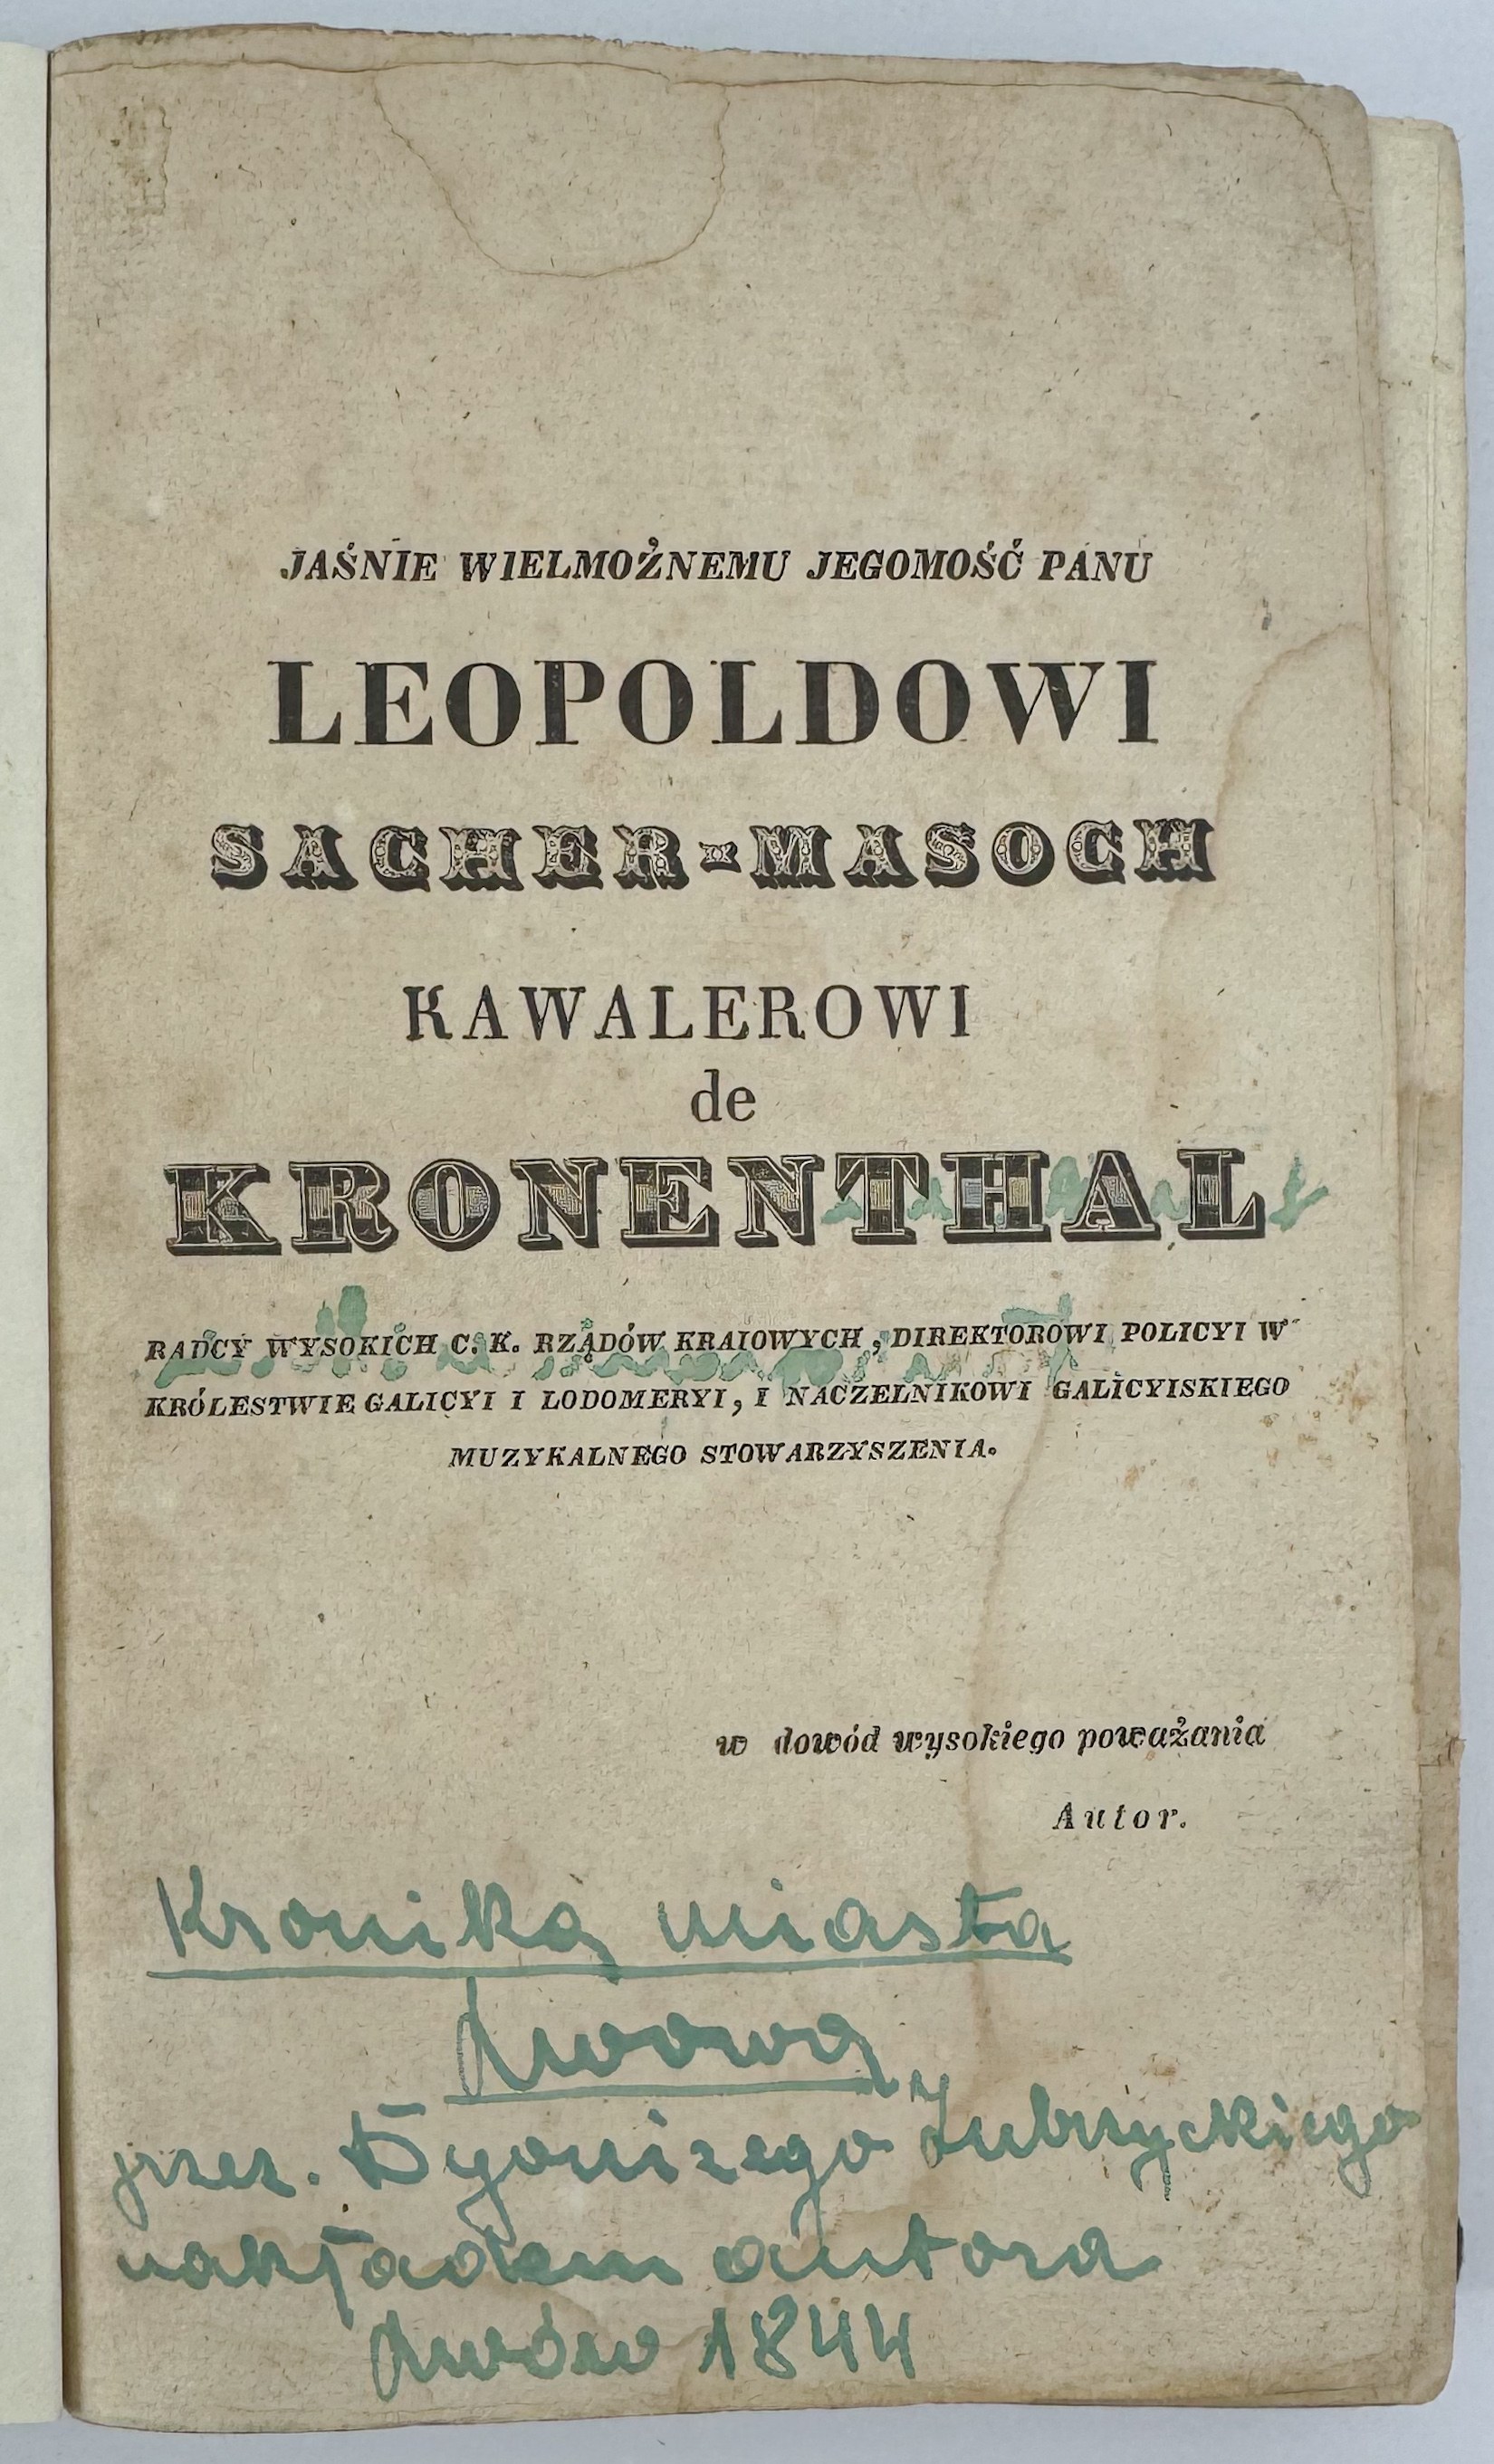 JAŚNIE WIELMOŻNEMU JEGOMOŚĆ PANU
LEOPOLDOWI
SACHER-MASOCH
KAWALEROWI
de
KRONENTHAL
RADCY WYSOKICH C. K. RZĄDÓW KRAIOWYCH, DIREKTOROWI POLICYI W
KRÓLESTWIE GALICYI I LODOMERYI, I NACZELNIKOWI GALICYISKIEGO
MUZYKALNEGO STOWARZYSZENIA.
w dowód wysokiego poważania
Autor.
Kronika miasta
Lwowa
przez. Dyonizego Zubrzyckiego
nakładem autora
Lwów 1844